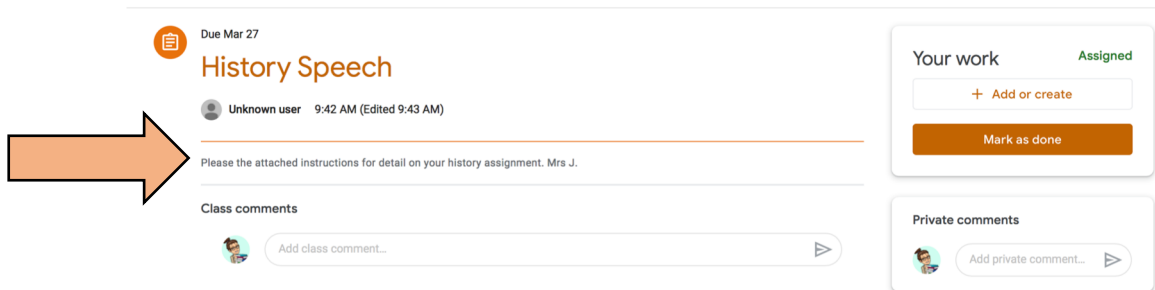 Due Mar 27
History Speech
Unknown user 9:42 AM (Edited 9:43 AM)
Please the attached instructions for detail on your history assignment. Mrs J.
Class comments
Add class comment...
Your work Assigned
+ Add or create
Mark as done
Private comments
Add private comment...